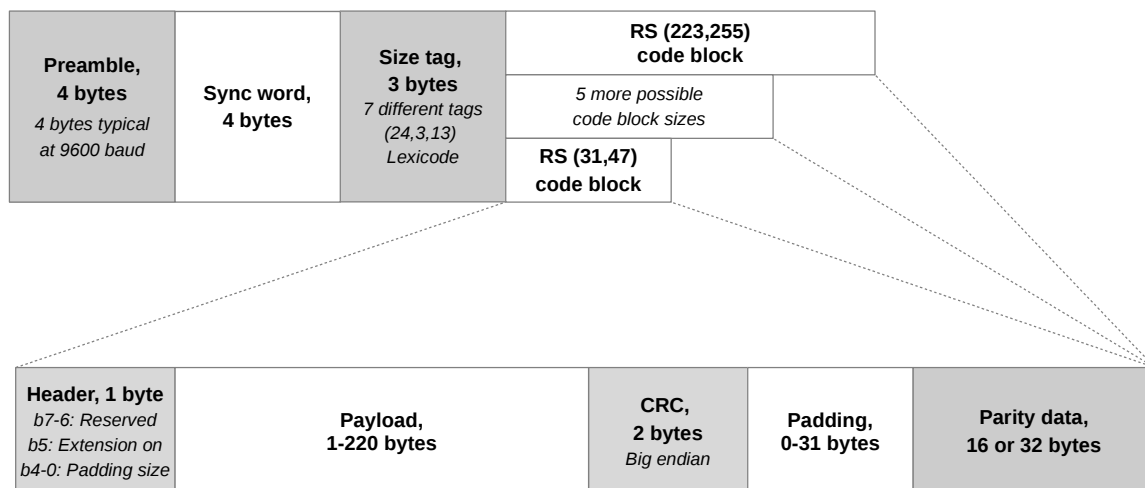 Preamble,
4 bytes
4 bytes typical
at 9600 baud
Sync word,
4 bytes
Size tag,
3 bytes
7 different tags
(24,3,13)
Lexicode
RS (223,255)
code block
5 more possible
code block sizes
RS (31,47)
code block
Header, 1 byte
b7-6: Reserved
b5: Extension on
b4-0: Padding size
Payload,
1-220 bytes
CRC,
2 bytes
Big endian
Padding,
0-31 bytes
Parity data,
16 or 32 bytes